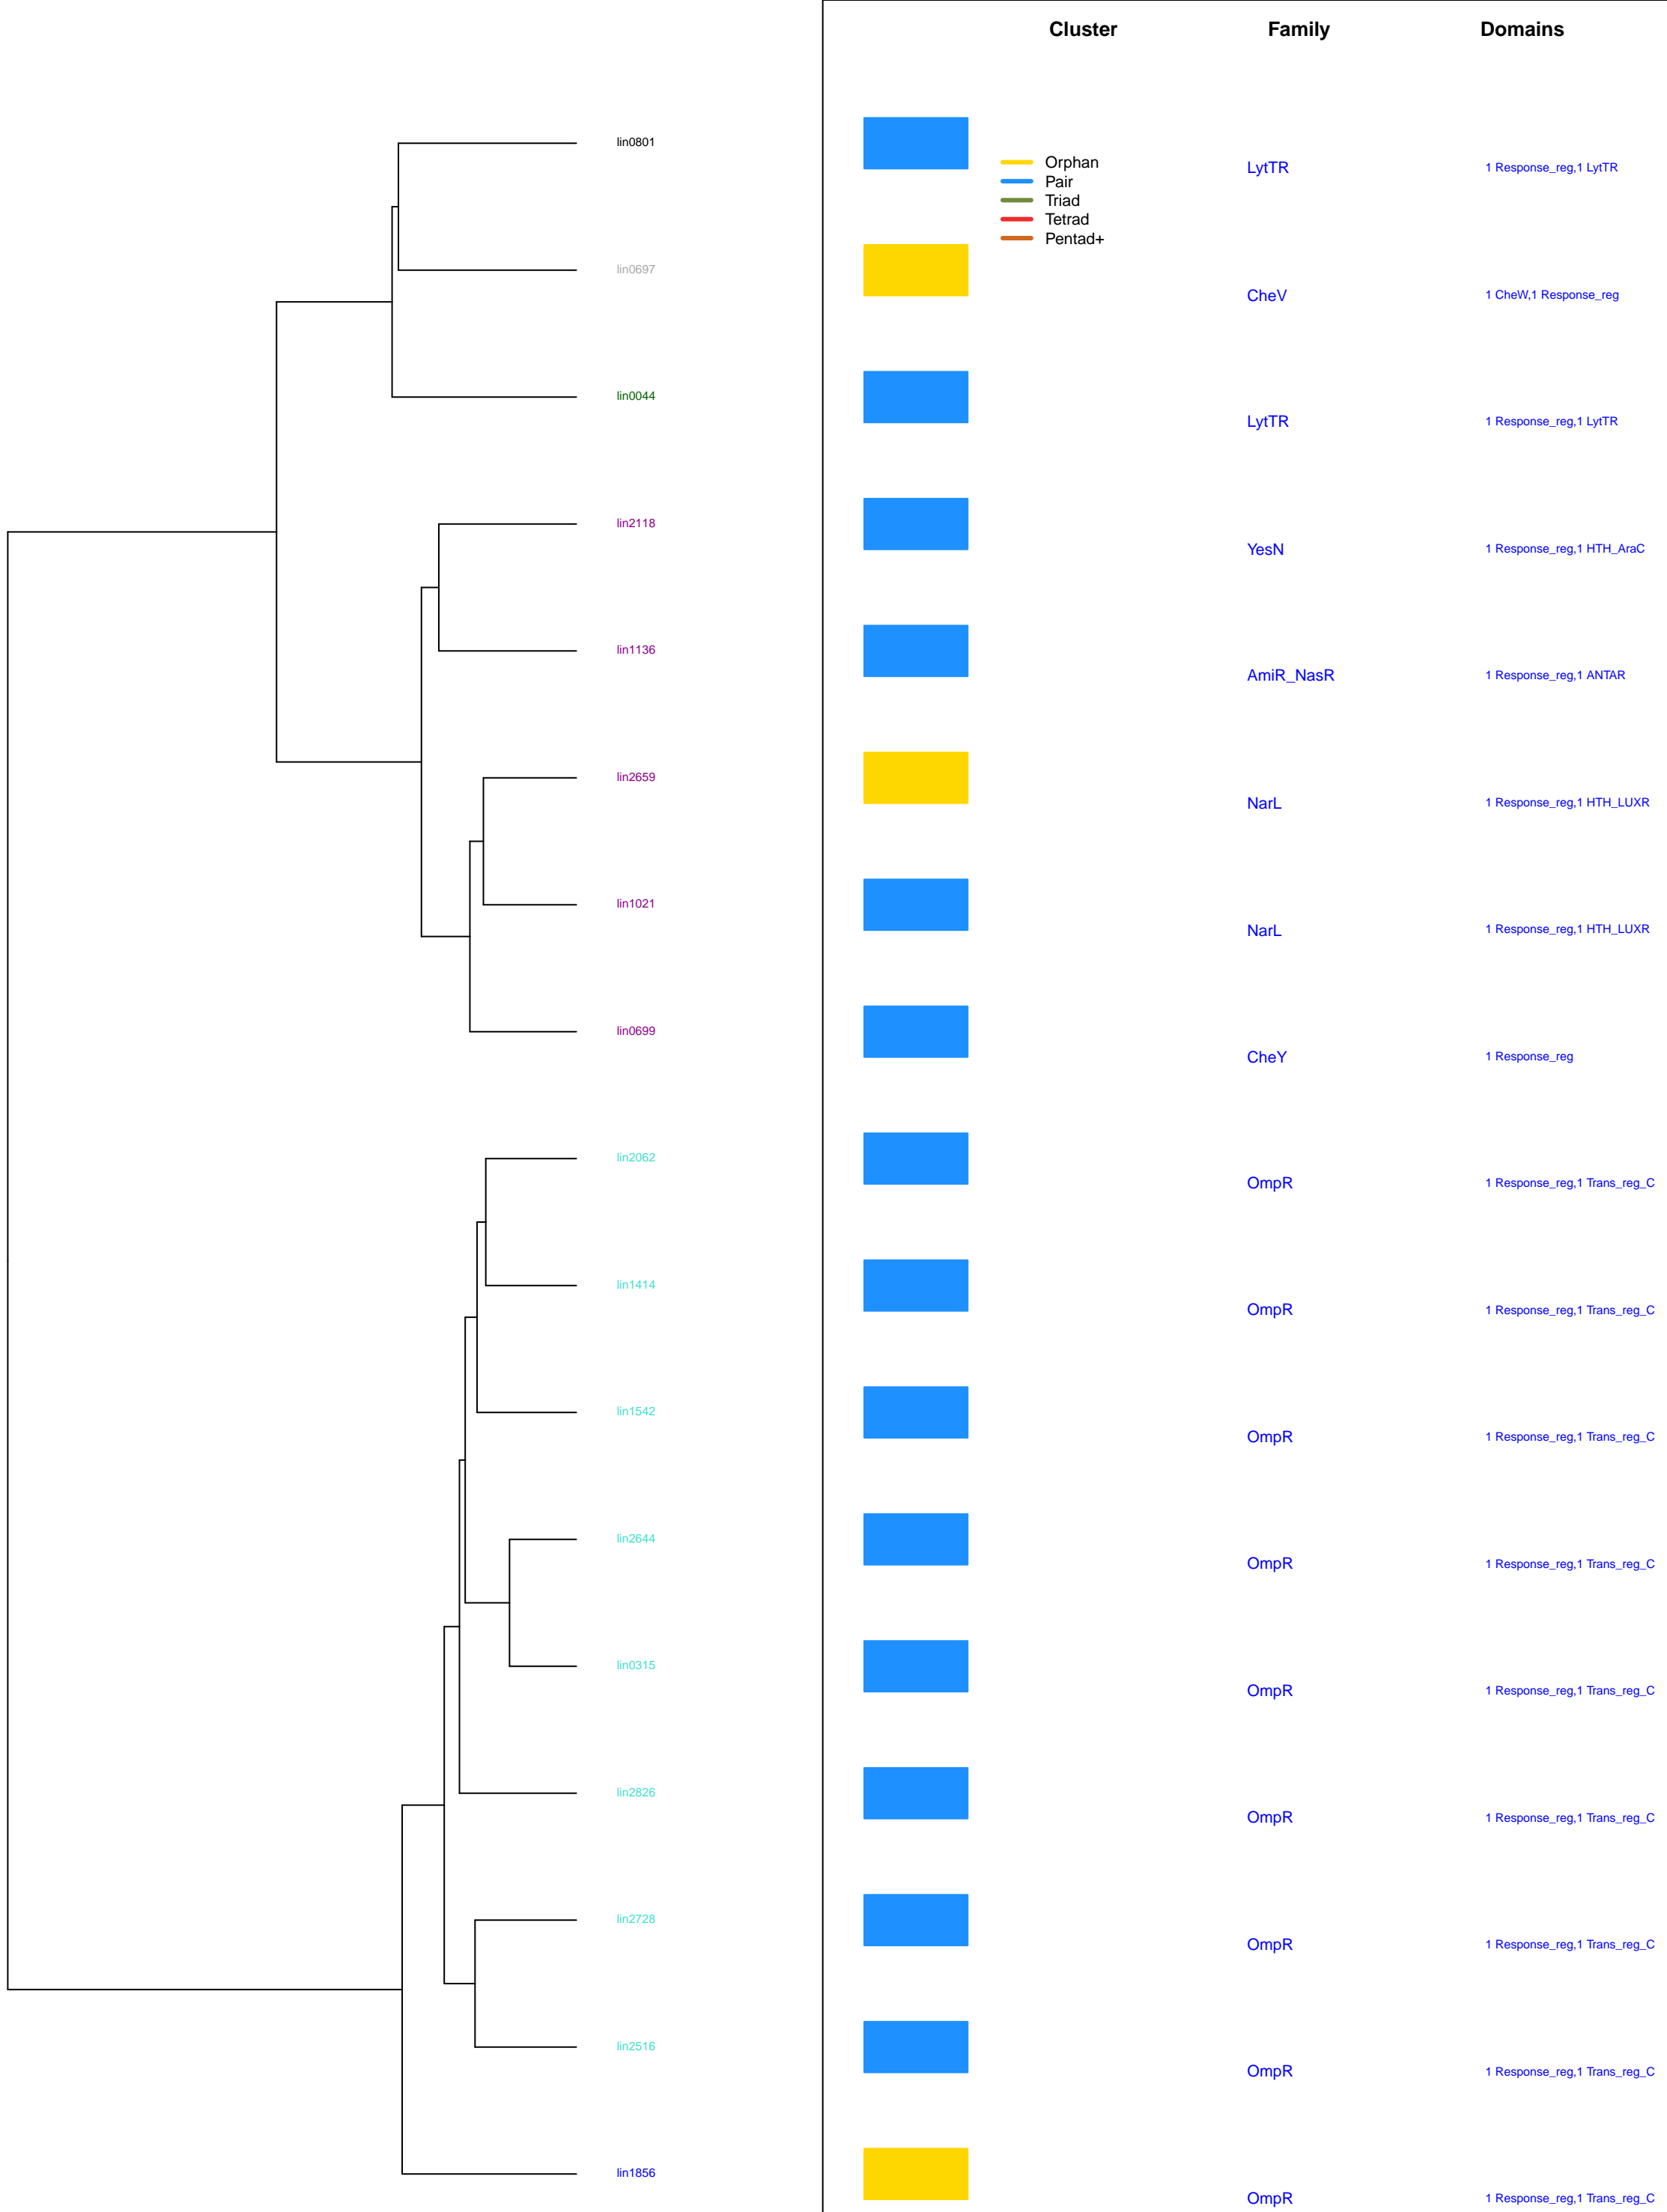 Cluster Family Domains
lin0801
Orphan
Pair
Triad
Tetrad
Pentad+
LytTR 1 Response_reg,1 LytTR
lin0697
CheV 1 CheW,1 Response_reg
lin0044
LytTR 1 Response_reg,1 LytTR
lin2118
YesN 1 Response_reg,1 HTH_AraC
lin1136
AmiR_NasR 1 Response_reg,1 ANTAR
lin2659
NarL 1 Response_reg,1 HTH_LUXR
lin1021
NarL 1 Response_reg,1 HTH_LUXR
lin0699
CheY 1 Response_reg
lin2062
OmpR 1 Response_reg,1 Trans_reg_C
lin1414
OmpR 1 Response_reg,1 Trans_reg_C
lin1542
OmpR 1 Response_reg,1 Trans_reg_C
lin2644
OmpR 1 Response_reg,1 Trans_reg_C
lin0315
OmpR 1 Response_reg,1 Trans_reg_C
lin2826
OmpR 1 Response_reg,1 Trans_reg_C
lin2728
OmpR 1 Response_reg,1 Trans_reg_C
lin2516
OmpR 1 Response_reg,1 Trans_reg_C
lin1856
OmpR 1 Response_reg,1 Trans_reg_C